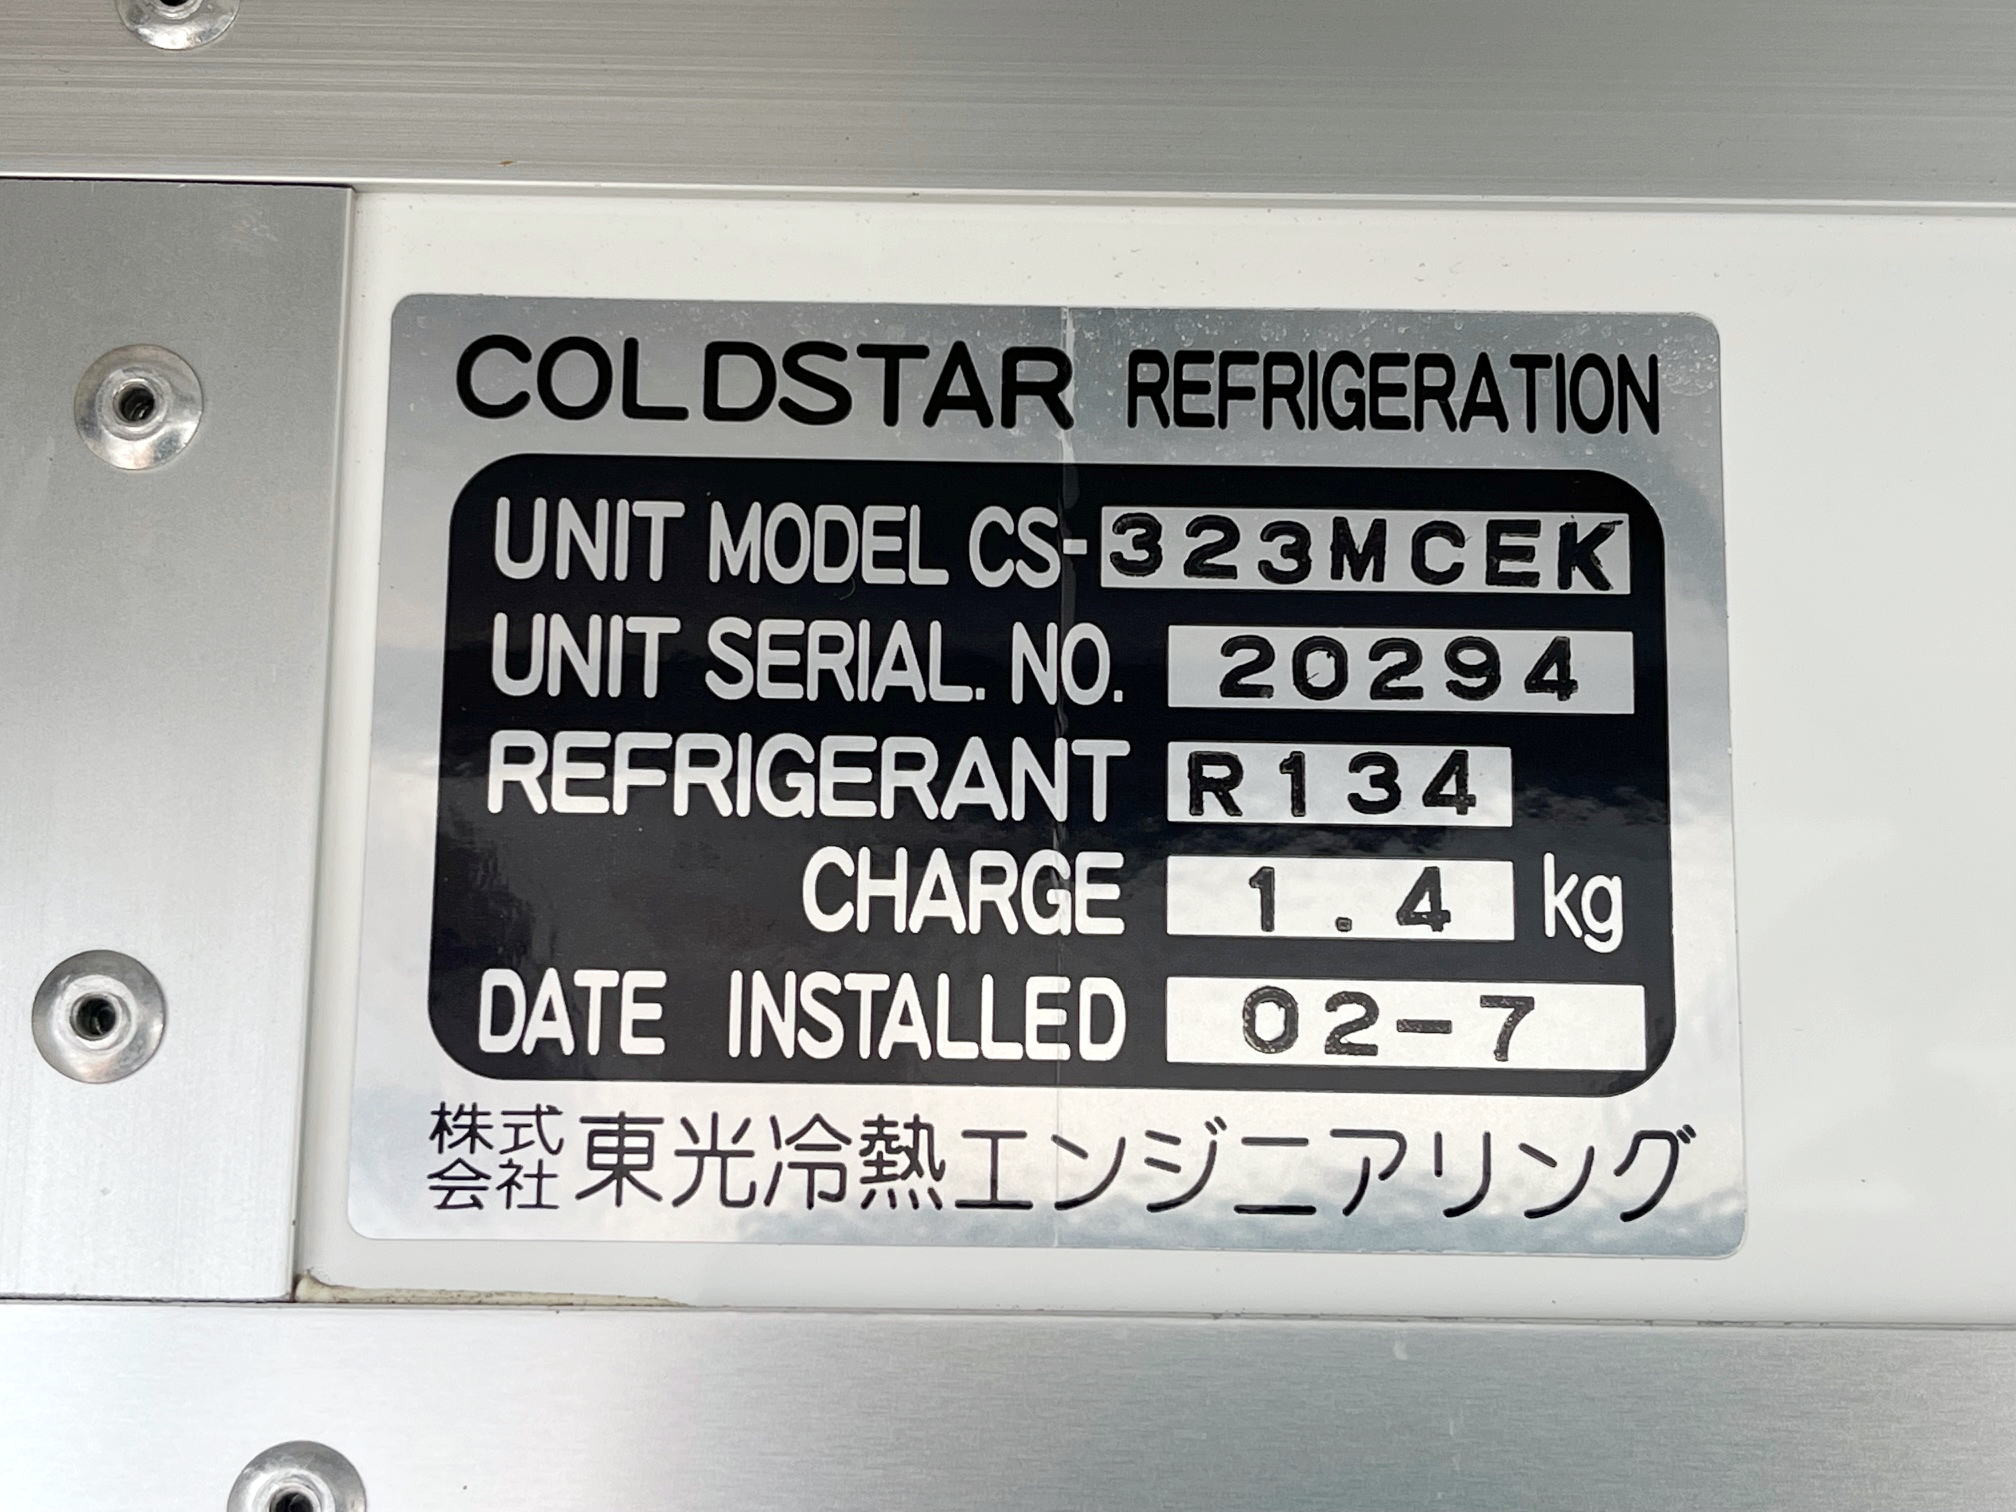 COLDSTAR REFRIGERATION
UNIT MODEL CS-323MCEK
UNIT SERIAL. NO. 20294
REFRIGERANT R134
CHARGE 1.4 kg
DATE INSTALLED 02-7
株式会社東光冷熱エンジニアリング